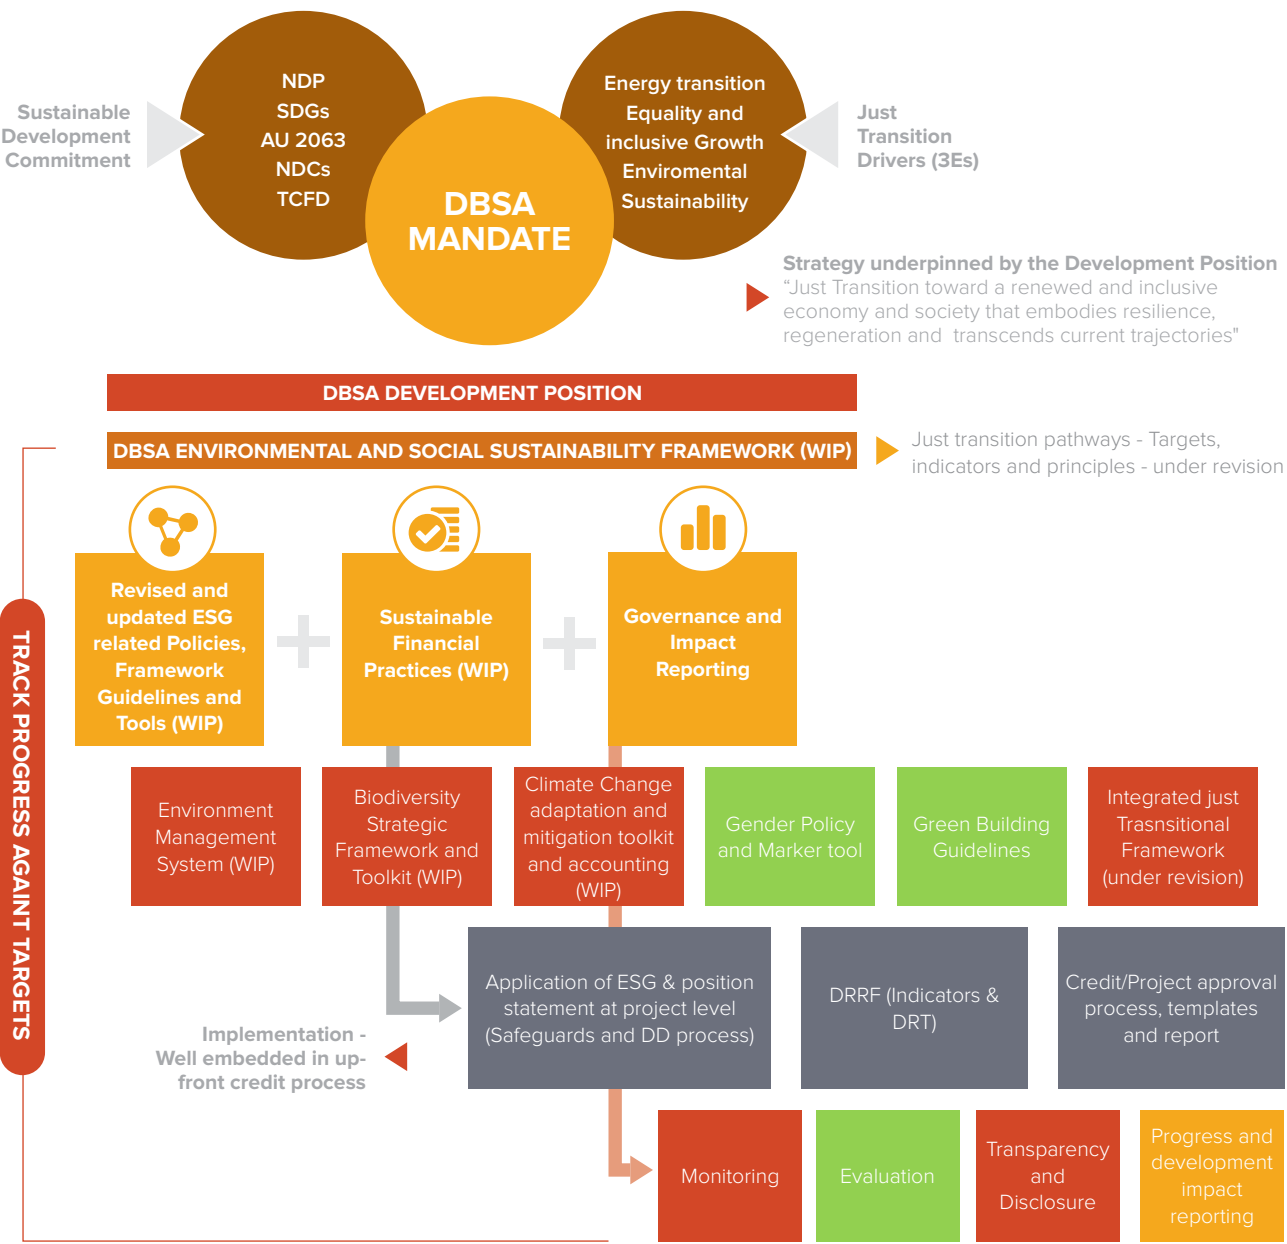 Sustainable
Development
Commitment
NDP
SDGs
AU 2063
NDCs
TCFD
DBSA
MANDATE
Energy transition
Equality and
inclusive Growth
Enviromental
Sustainability
Just
Transition
Drivers (3Es)
Strategy underpinned by the Development Position
“Just Transition toward a renewed and inclusive
economy and society that embodies resilience,
regeneration and transcends current trajectories"
DBSA DEVELOPMENT POSITION
DBSA ENVIRONMENTAL AND SOCIAL SUSTAINABILITY FRAMEWORK (WIP)
Just transition pathways - Targets,
indicators and principles - under revision
TRACK PROGRESS AGAINT TARGETS
Revised and
updated ESG
related Policies,
Framework
Guidelines and
Tools (WIP)
Sustainable
Financial
Practices (WIP)
Governance and
Impact
Reporting
Environment
Management
System (WIP)
Biodiversity
Strategic
Framework and
Toolkit (WIP)
Climate Change
adaptation and
mitigation toolkit
and accounting
(WIP)
Gender Policy
and Marker tool
Green Building
Guidelines
Integrated just
Trasnsitional
Framework
(under revision)
Application of ESG & position
statement at project level
(Safeguards and DD process)
DRRF (Indicators &
DRT)
Credit/Project approval
process, templates
and report
Implementation -
Well embedded in up-
front credit process
Monitoring
Evaluation
Transparency
and
Disclosure
Progress and
development
impact
reporting